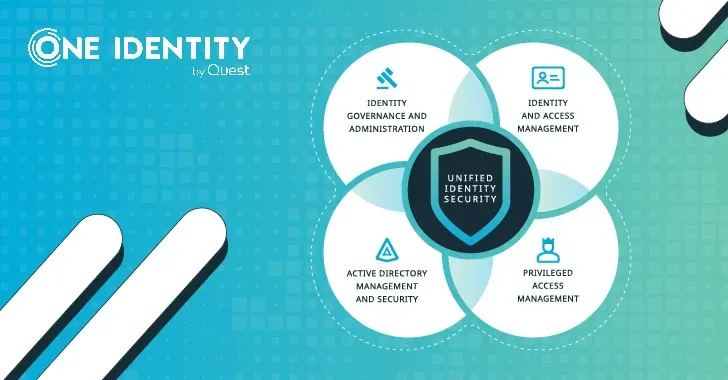 ONE IDENTITY
by Quest
IDENTITY
GOVERNANCE AND
ADMINISTRATION
IDENTITY
AND ACCESS
MANAGEMENT
UNIFIED
IDENTITY
SECURITY
ACTIVE DIRECTORY
MANAGEMENT
AND SECURITY
PRIVILEGED
ACCESS
MANAGEMENT